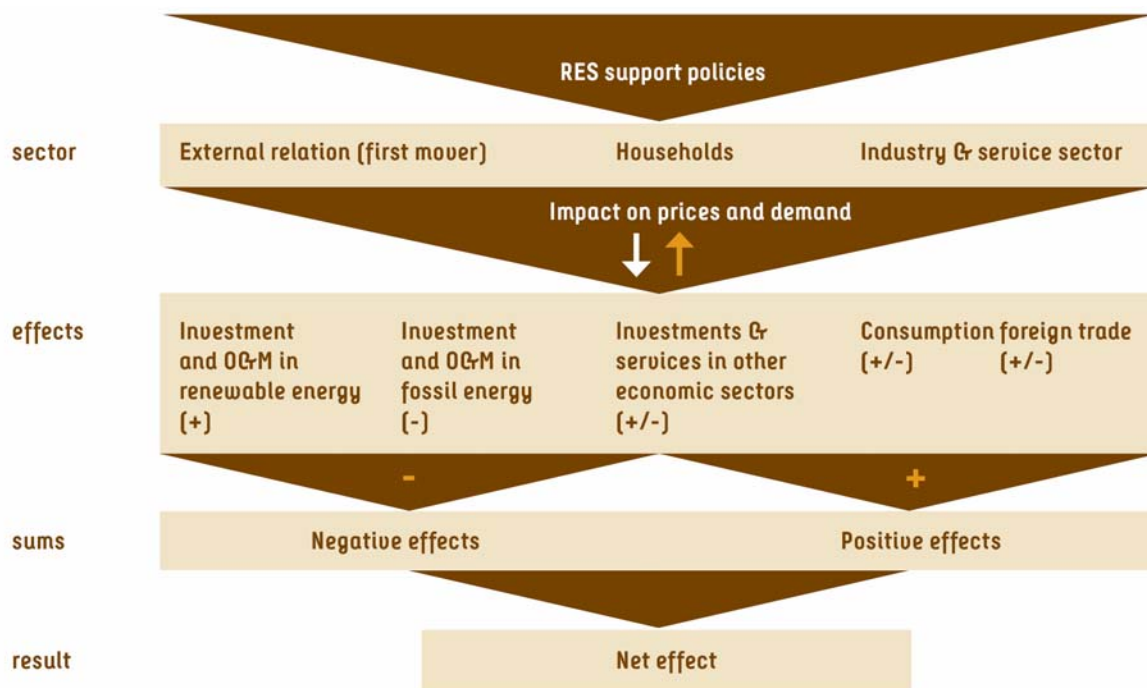 RES support policies
sector
External relation (first mover)
Households
Industry & service sector
Impact on prices and demand
effects
Investment
and O&M in
renewable energy
(+)
Investment
and O&M in
fossil energy
(-)
Investments &
services in other
economic sectors
(+/-)
Consumption foreign trade
(+/-) (+/-)
-
+
sums
Negative effects
Positive effects
result
Net effect